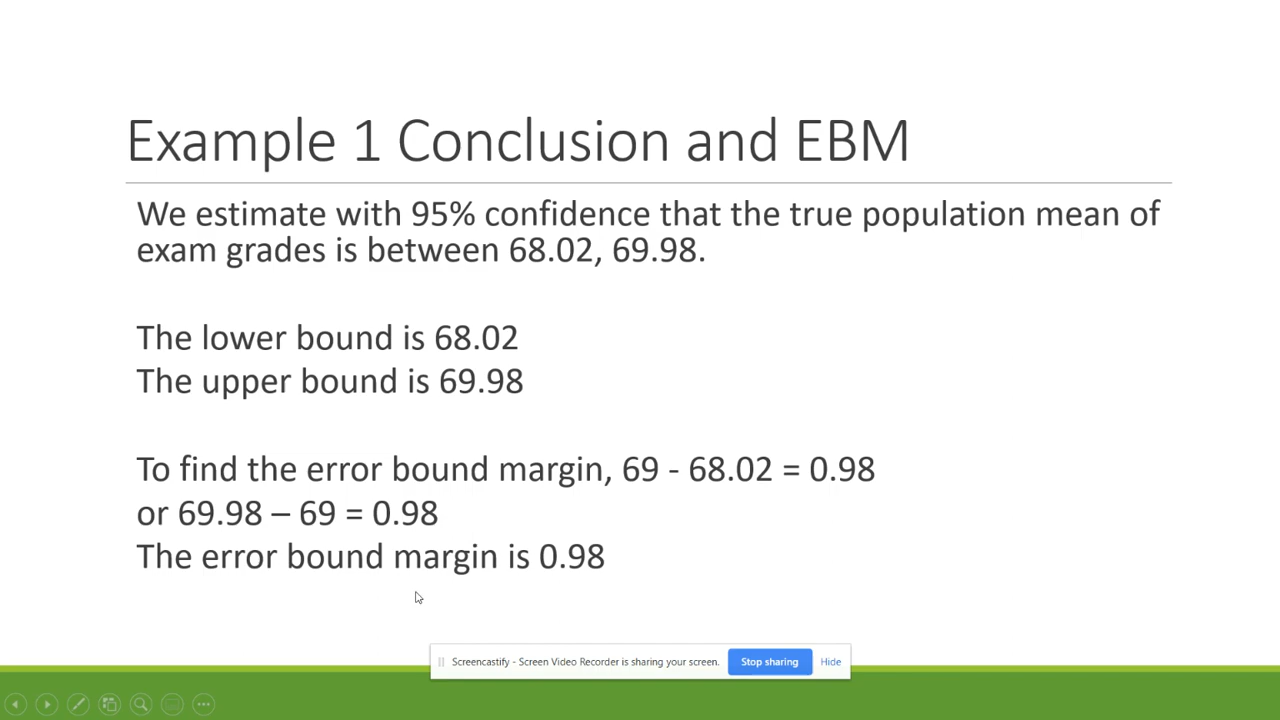 Example 1 Conclusion and EBM
We estimate with 95% confidence that the true population mean of
exam grades is between 68.02, 69.98.
The lower bound is 68.02
The upper bound is 69.98
To find the error bound margin, 69 - 68.02 = 0.98
or 69.98 – 69 = 0.98
The error bound margin is 0.98
Screencastify - Screen Video Recorder is sharing your screen. Stop sharing Hide